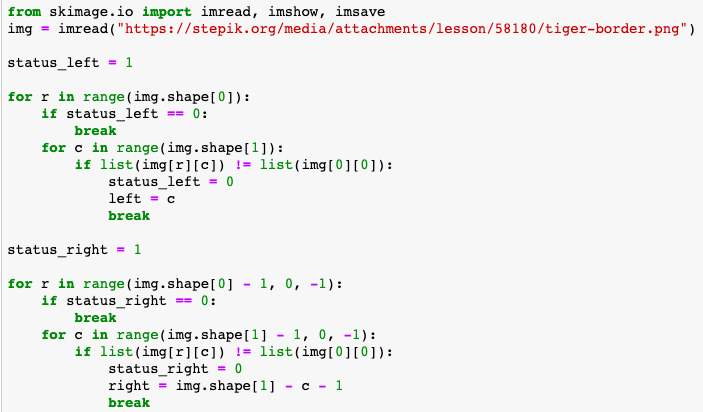 from skimage.io import imread, imshow, imsave
img = imread("https://stepik.org/media/attachments/lesson/58180/tiger-border.png")

status_left = 1

for r in range(img.shape[0]):
    if status_left == 0:
        break
    for c in range(img.shape[1]):
        if list(img[r][c]) != list(img[0][0]):
            status_left = 0
            left = c
            break

status_right = 1

for r in range(img.shape[0] - 1, 0, -1):
    if status_right == 0:
        break
    for c in range(img.shape[1] - 1, 0, -1):
        if list(img[r][c]) != list(img[0][0]):
            status_right = 0
            right = img.shape[1] - c - 1
            break